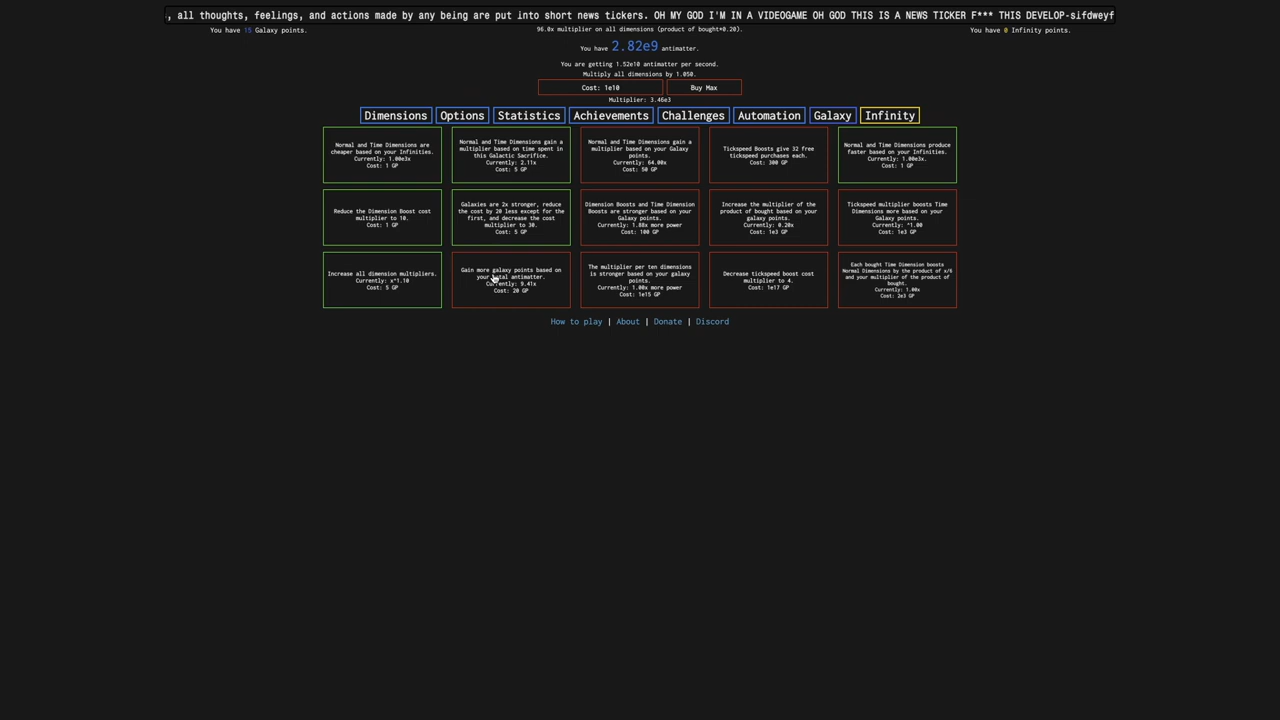 , all thoughts, feelings, and actions made by any being are put into short news tickers. OH MY GOD I'M IN A VIDEOGAME OH GOD THIS IS A NEWS TICKER F*** THIS DEVELOP-sifdweyf
You have 15 Galaxy points.
96.0x multiplier on all dimensions (product of bought*0.20).
You have 0 Infinity points.
You have 2.82e9 antimatter.
You are getting 1.52e10 antimatter per second.
Multiply all dimensions by 1.050.
Cost: 1e10
Buy Max
Multiplier: 3.46e3
Dimensions
Options
Statistics
Achievements
Challenges
Automation
Galaxy
Infinity
Normal and Time Dimensions are
cheaper based on your Infinities.
Currently: 1.00e3x
Cost: 1 GP
Normal and Time Dimensions gain a
multiplier based on time spent in
this Galactic Sacrifice.
Currently: 2.11x
Cost: 5 GP
Normal and Time Dimensions gain a
multiplier based on your Galaxy
points.
Currently: 64.00x
Cost: 50 GP
Tickspeed Boosts give 32 free
tickspeed purchases each.
Cost: 300 GP
Normal and Time Dimensions produce
faster based on your Infinities.
Currently: 1.00e3x.
Cost: 1 GP
Reduce the Dimension Boost cost
multiplier to 10.
Cost: 1 GP
Galaxies are 2x stronger, reduce
the cost by 20 less except for the
first, and decrease the cost
multiplier to 30.
Cost: 5 GP
Dimension Boosts and Time Dimension
Boosts are stronger based on your
Galaxy points.
Currently: 1.88x more power
Cost: 100 GP
Increase the multiplier of the
product of bought based on your
galaxy points.
Currently: 0.20x
Cost: 1e3 GP
Tickspeed multiplier boosts Time
Dimensions more based on your
Galaxy points.
Currently: ^1.00
Cost: 1e3 GP
Increase all dimension multipliers.
Currently: x^1.10
Cost: 5 GP
Gain more galaxy points based on
your total antimatter.
Currently: 9.41x
Cost: 20 GP
The multiplier per ten dimensions
is stronger based on your galaxy
points.
Currently: 1.00x more power
Cost: 1e15 GP
Decrease tickspeed boost cost
multiplier to 4.
Cost: 1e17 GP
Each bought Time Dimension boosts
Normal Dimensions by the product of x/6
and your multiplier of the product of
bought.
Currently: 1.00x
Cost: 2e3 GP
How to play | About | Donate | Discord